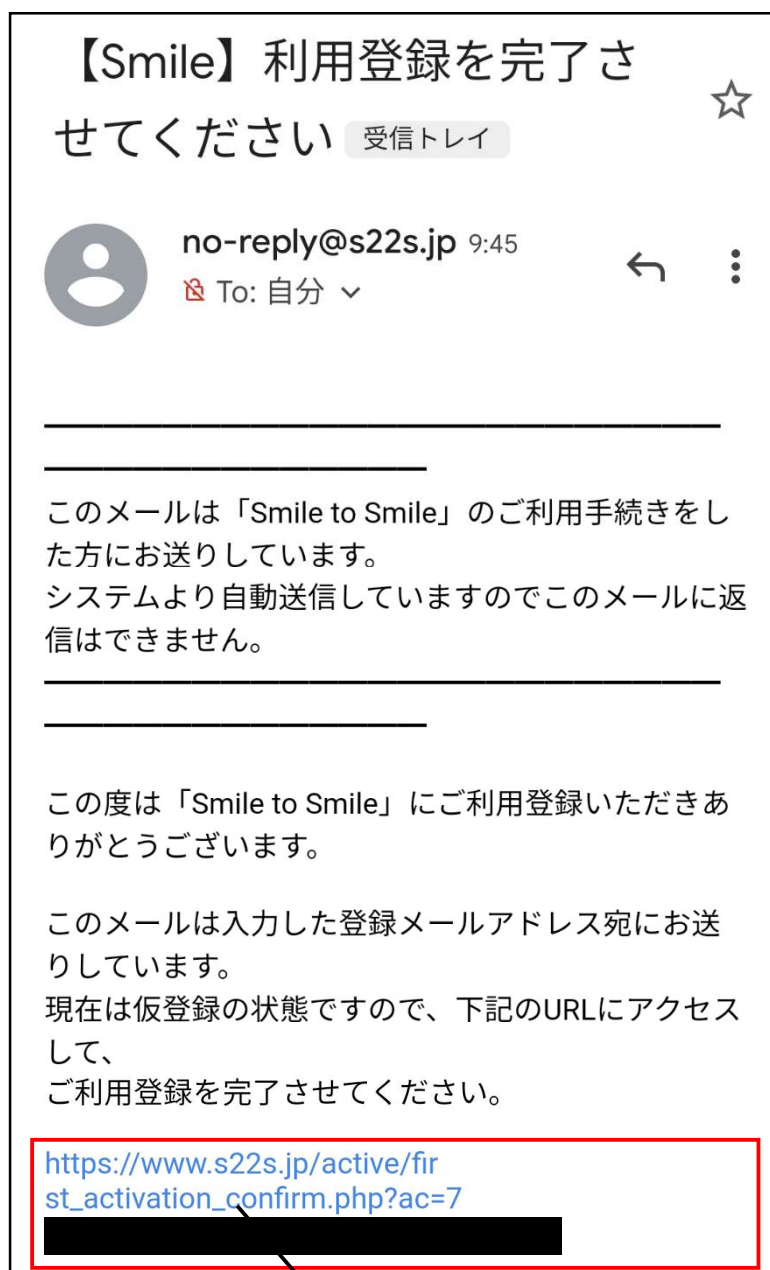 【Smile】利用登録を完了さ
せてください 受信トレイ
no-reply@s22s.jp 9:45
To: 自分
このメールは「Smile to Smile」のご利用手続きをし
た方にお送りしています。
システムより自動送信していますのでこのメールに返
信はできません。
この度は「Smile to Smile」にご利用登録いただきあ
りがとうございます。
このメールは入力した登録メールアドレス宛にお送
りしています。
現在は仮登録の状態ですので、下記のURLにアクセス
して、
ご利用登録を完了させてください。
https://www.s22s.jp/active/fir
st_activation_confirm.php?ac=7